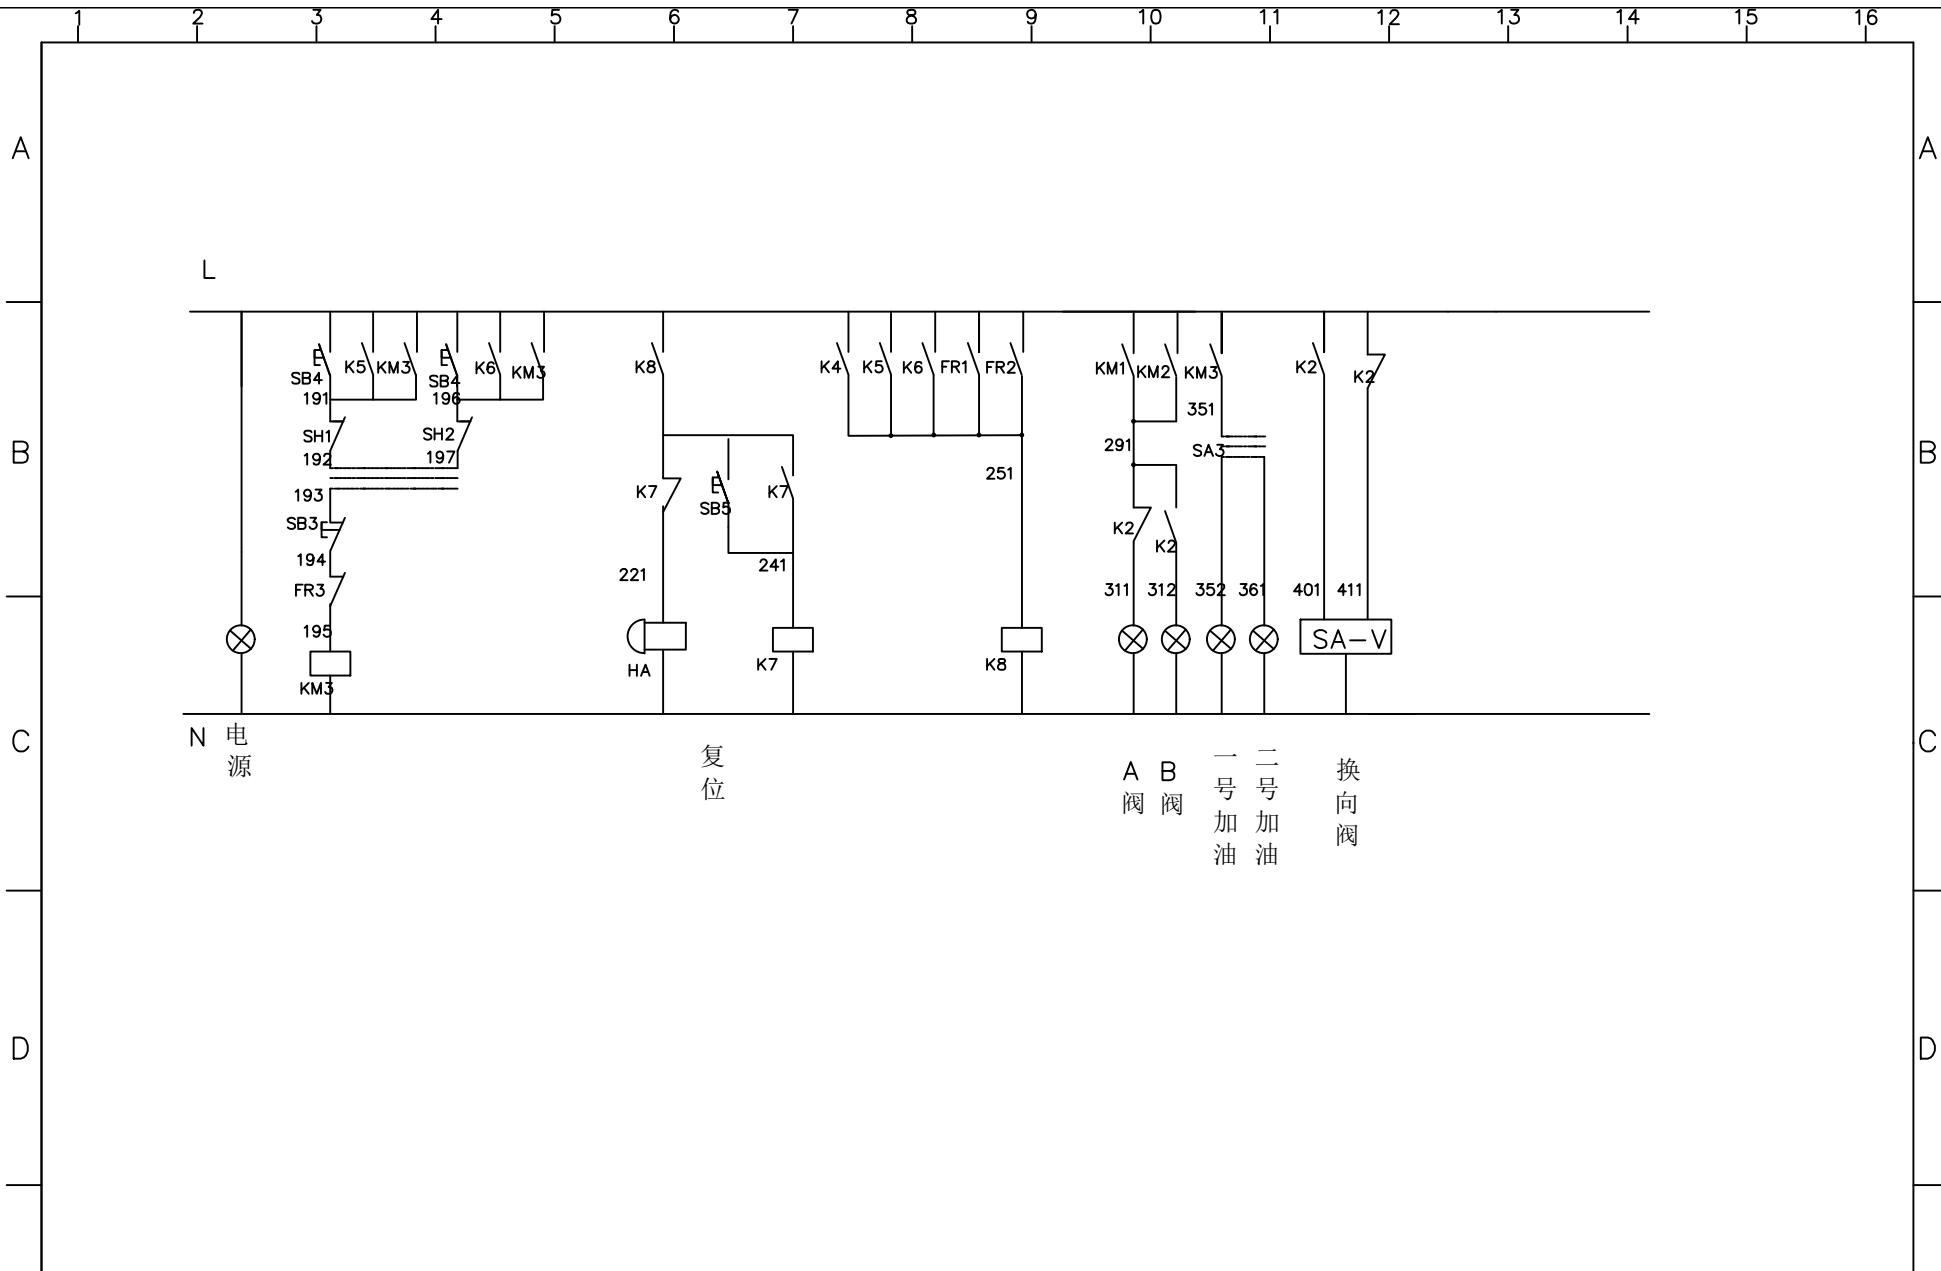 1 2 3 4 5 6 7 8 9 10 11 12 13 14 15 16
A A
L
SB4 K5 KM3 SB4 K6 KM3 K8 K4 K5 K6 FR1 FR2 KM1 KM2 KM3 K2 K2
191 196 351
SH1 SH2 291 SA3
B B
192 197
193 K7 SB5 K7 251
SB3 K2 K2
194 241
FR3 221 311 312 352 361 401 411
195 SA-V
KM3 HA K7 K8
N
C C
电源
复位
A阀
B阀
一号加油
二号加油
换向阀
D D